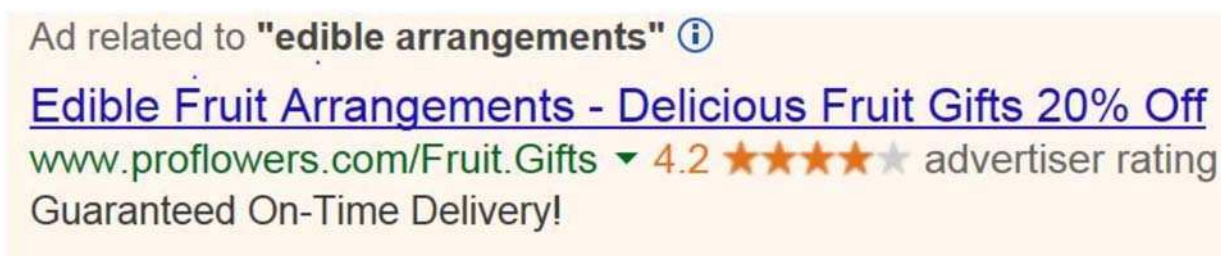 Ad related to "edible arrangements" ⓘ
Edible Fruit Arrangements - Delicious Fruit Gifts 20% Off
www.proflowers.com/Fruit.Gifts ▾ 4.2 ★★★★★ advertiser rating
Guaranteed On-Time Delivery!